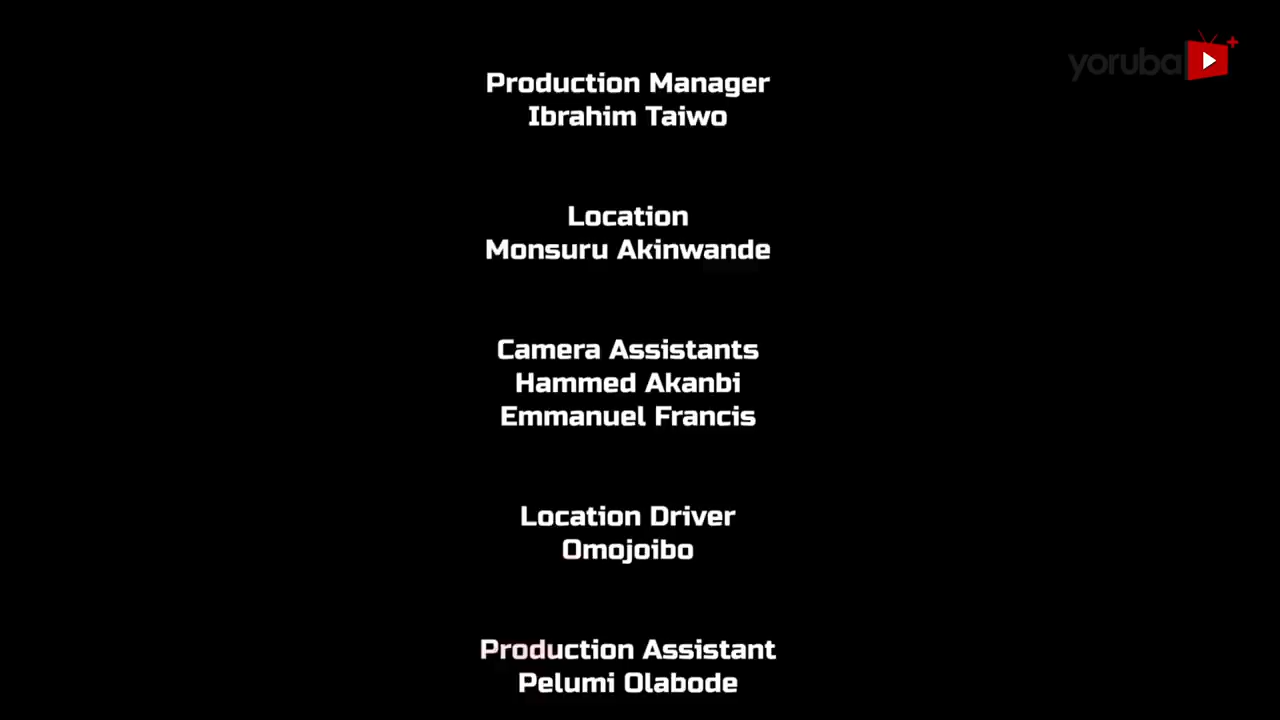 yoruba
Production Manager
Ibrahim Taiwo
Location
Monsuru Akinwande
Camera Assistants
Hammed Akanbi
Emmanuel Francis
Location Driver
Omojoibo
Production Assistant
Pelumi Olabode